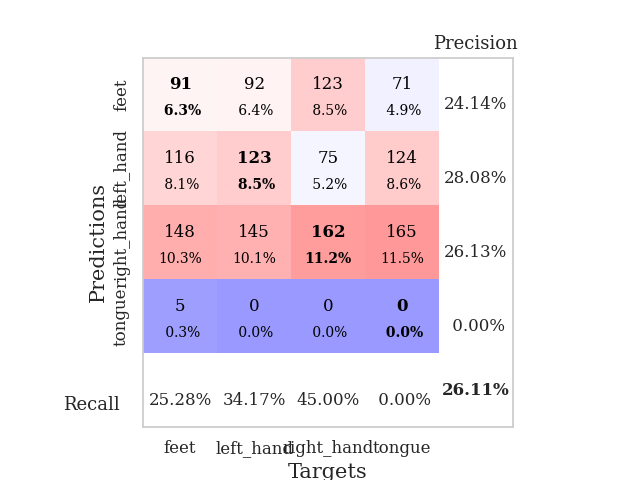 Precision
feet 91 92 123 71 24.14%
6.3% 6.4% 8.5% 4.9%
left_hand 116 123 75 124 28.08%
8.1% 8.5% 5.2% 8.6%
right_hand 148 145 162 165 26.13%
10.3% 10.1% 11.2% 11.5%
tongue 5 0 0 0 0.00%
0.3% 0.0% 0.0% 0.0%
Predictions
Recall 25.28% 34.17% 45.00% 0.00% 26.11%
feet left_hand right_hand tongue
Targets